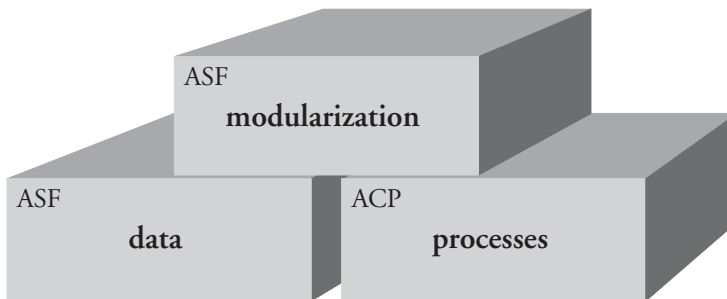 ASF
modularization
ASF
data
ACP
processes